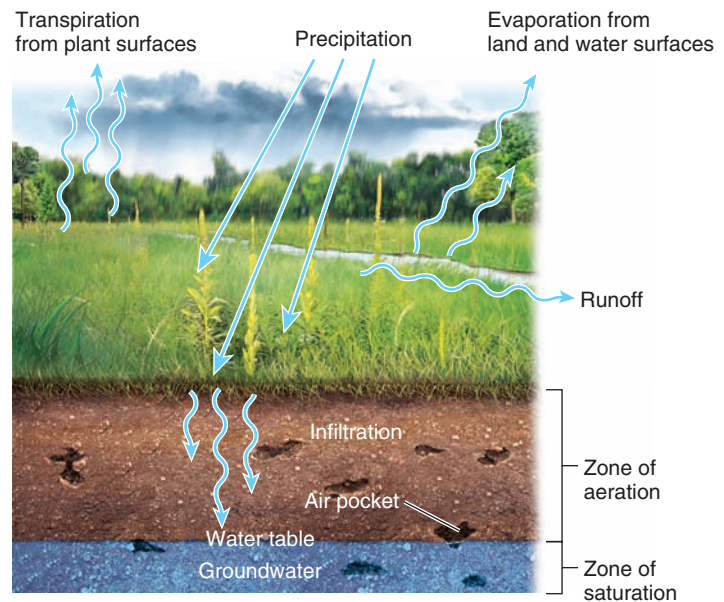 Transpiration
from plant surfaces
Precipitation
Evaporation from
land and water surfaces
Runoff
Infiltration
Zone of
aeration
Air pocket
Water table
Groundwater
Zone of
saturation